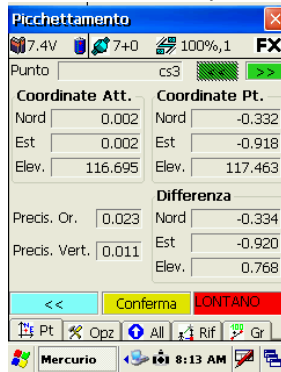 Picchettamento
7.4V 7+0 100%,1 FX
Punto cs3 << >>
Coordinate Att. Coordinate Pt.
Nord 0.002 Nord -0.332
Est 0.002 Est -0.918
Elev. 116.695 Elev. 117.463
Differenza
Precis. Or. 0.023 Nord -0.334
Precis. Vert. 0.011 Est -0.920
Elev. 0.768
<< Conferma LONTANO
Pt Opz All Rif Gr
Mercurio 8:13 AM